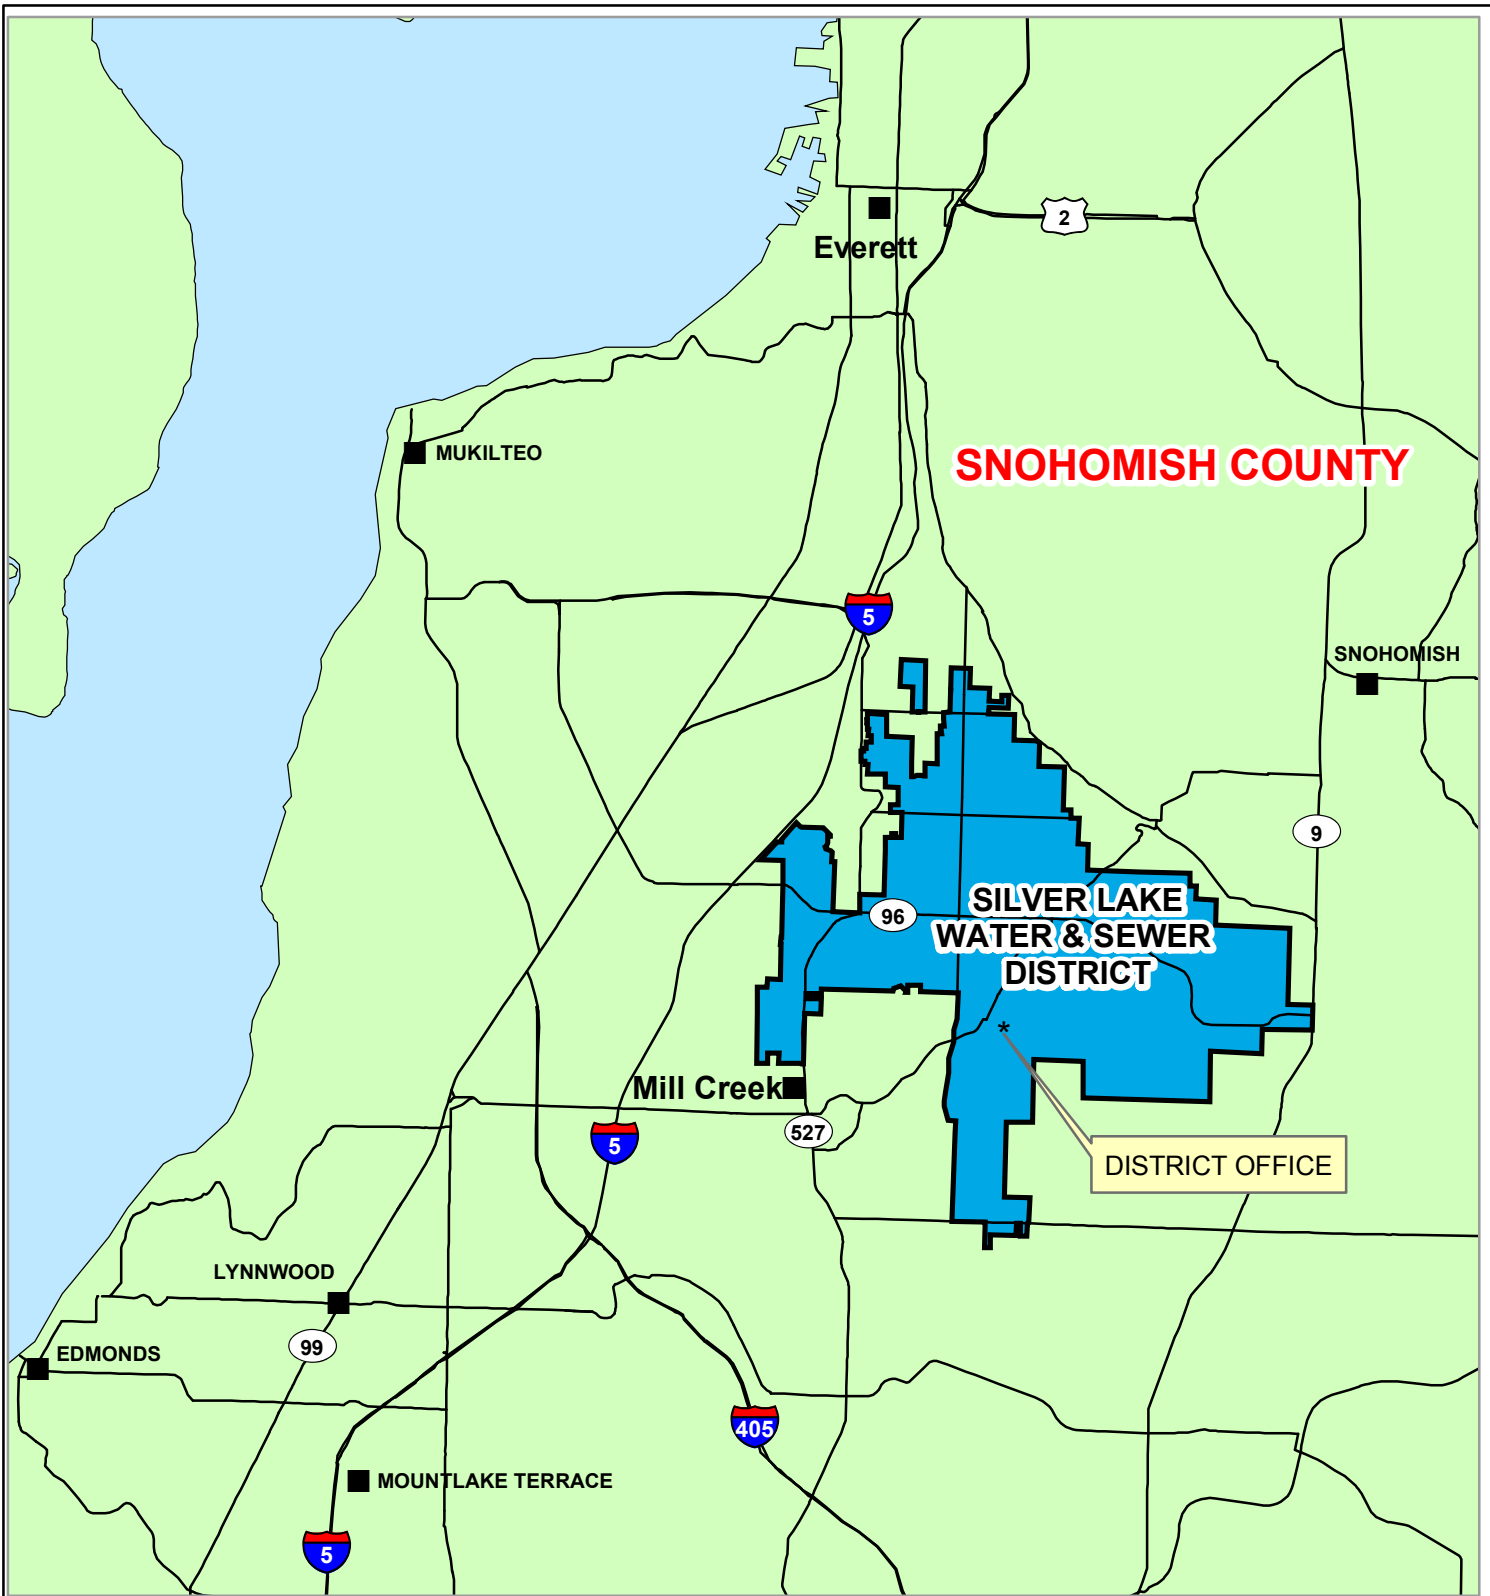 2
Everett
MUKILTEO
SNOHOMISH COUNTY
5
SNOHOMISH
9
SILVER LAKE
WATER & SEWER
DISTRICT
96
*
Mill Creek
527
5
DISTRICT OFFICE
LYNNWOOD
99
EDMONDS
405
MOUNTLAKE TERRACE
5